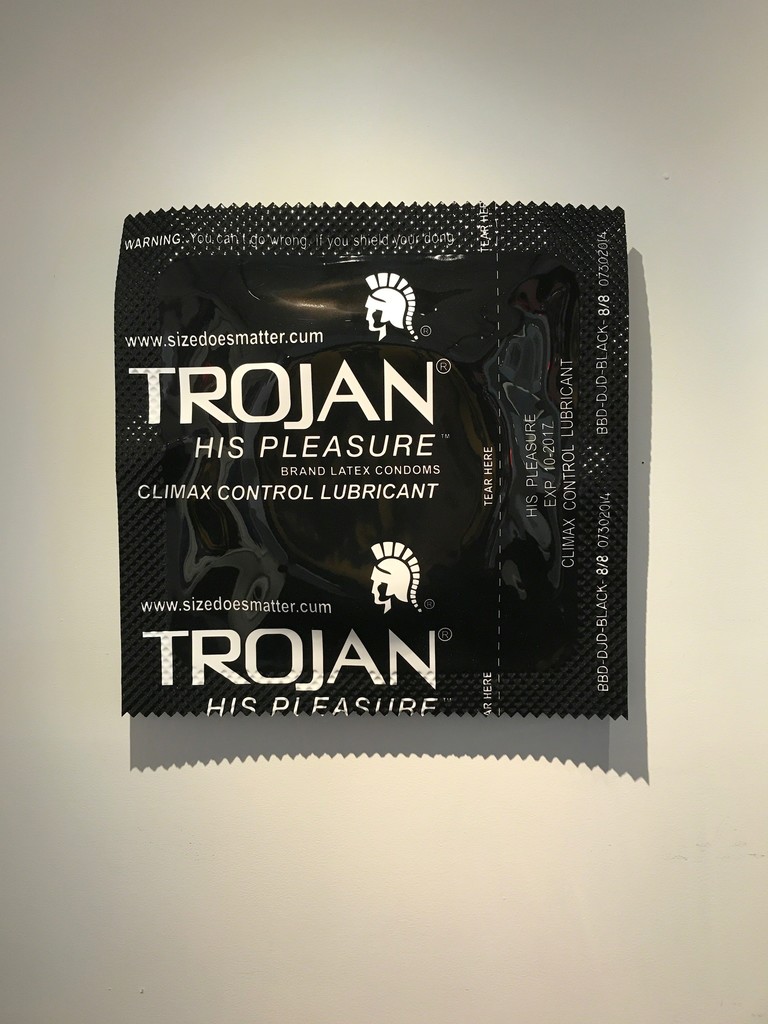 WARNING: You can't go wrong, if you shield your dong
www.sizedoesmatter.cum
®
TROJAN®
HIS PLEASURE™
BRAND LATEX CONDOMS
CLIMAX CONTROL LUBRICANT
www.sizedoesmatter.cum
®
TROJAN®
HIS PLEASURE™
TEAR HERE
TEAR HERE
AR HERE
HIS PLEASURE
EXP 10-2017
CLIMAX CONTROL LUBRICANT
BBD-DJD-BLACK- 8/8 07302014
BBD-DJD-BLACK- 8/8 07302014